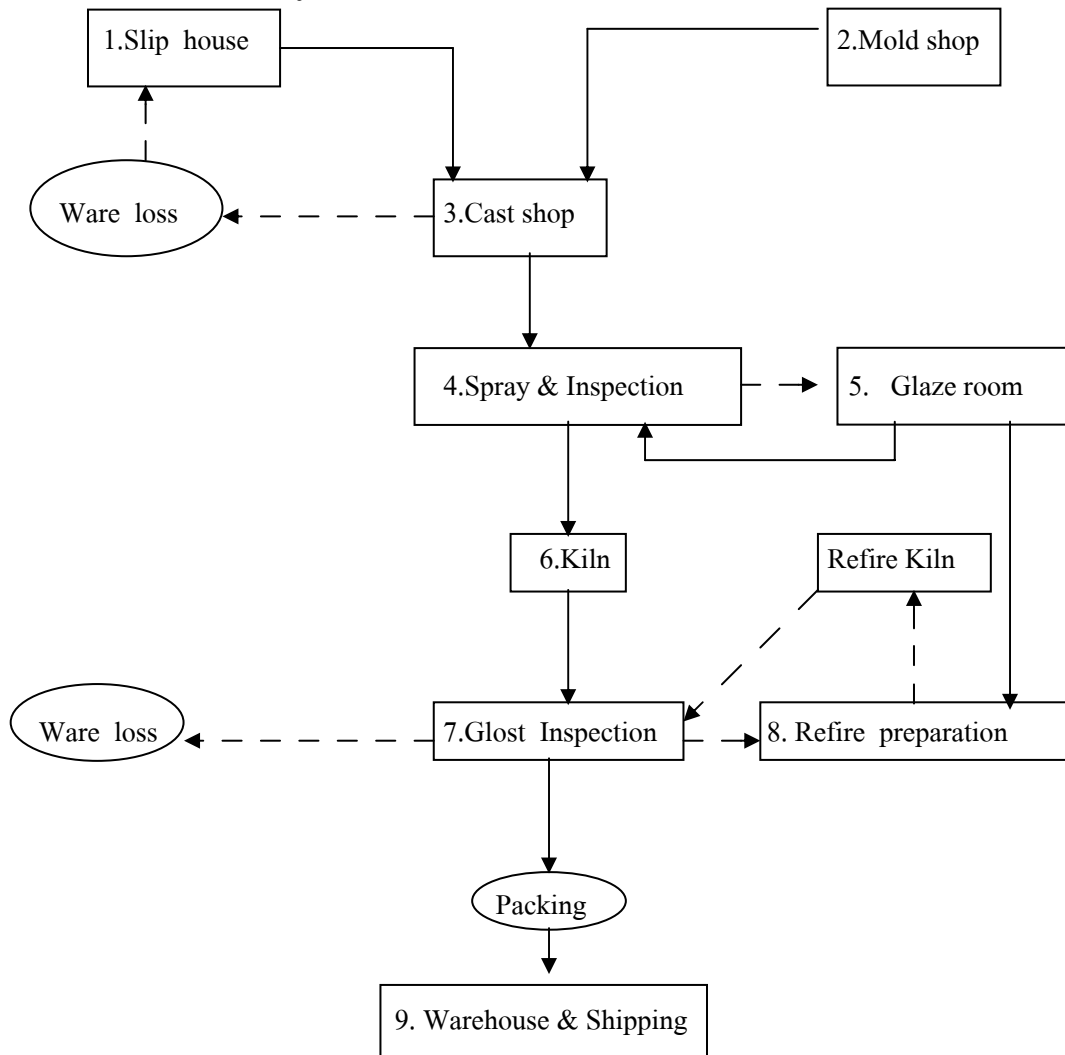 1.Slip house
2.Mold shop
Ware loss
3.Cast shop
4.Spray & Inspection
5. Glaze room
6.Kiln
Refire Kiln
Ware loss
7.Glost Inspection
8. Refire preparation
Packing
9. Warehouse & Shipping